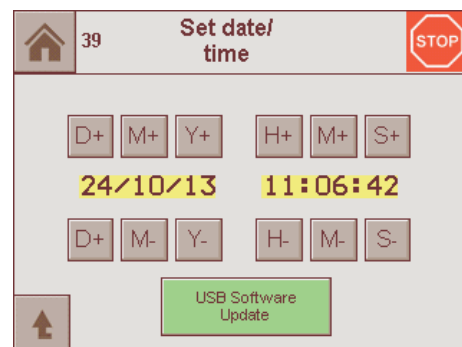 39
Set date/
time
STOP
D+ M+ Y+ H+ M+ S+
24/10/13 11:06:42
D+ M- Y- H- M- S-
USB Software
Update